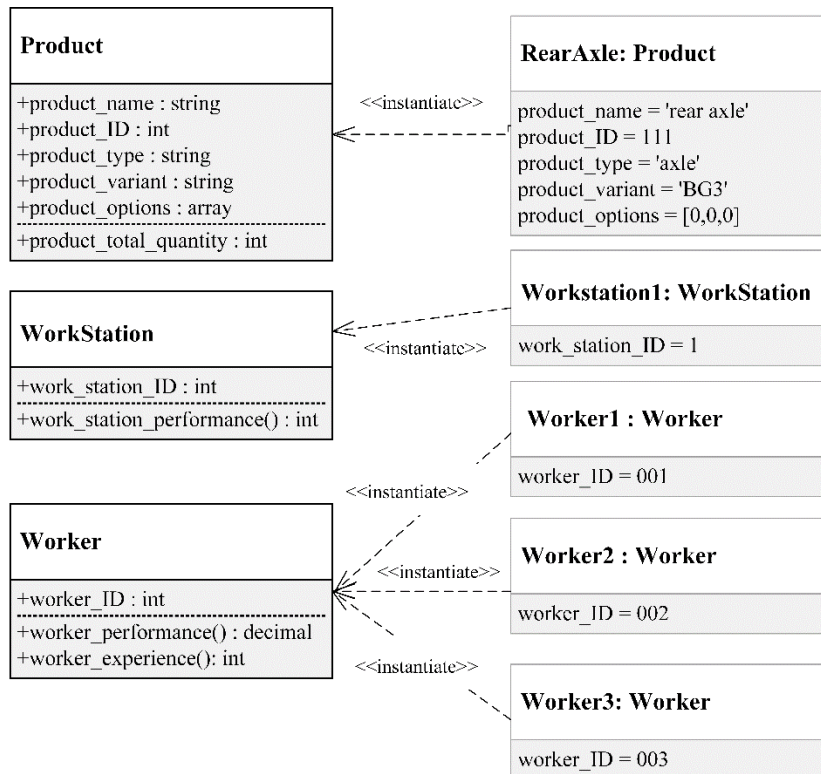 Product
+product_name : string
+product_ID : int
+product_type : string
+product_variant : string
+product_options : array
+product_total_quantity : int
<<instantiate>>
RearAxle: Product
product_name = 'rear axle'
product_ID = 111
product_type = 'axle'
product_variant = 'BG3'
product_options = [0,0,0]
WorkStation
+work_station_ID : int
+work_station_performance() : int
<<instantiate>>
Workstation1: WorkStation
work_station_ID = 1
Worker
+worker_ID : int
+worker_performance() : decimal
+worker_experience(): int
<<instantiate>>
<<instantiate>>
<<instantiate>>
Worker1 : Worker
worker_ID = 001
Worker2 : Worker
worker_ID = 002
Worker3: Worker
worker_ID = 003